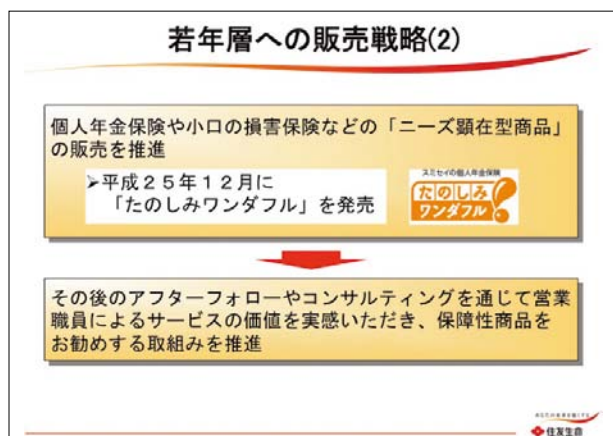 若年層への販売戦略(2)
個人年金保険や小口の損害保険などの「ニーズ顕在型商品」
の販売を推進
➢平成25年12月に
「たのしみワンダフル」を発売
スミセイの個人年金保険
たのしみ
ワンダフル!
その後のアフターフォローやコンサルティングを通じて営業
職員によるサービスの価値を実感いただき、保障性商品を
お勧めする取組みを推進
住友生命